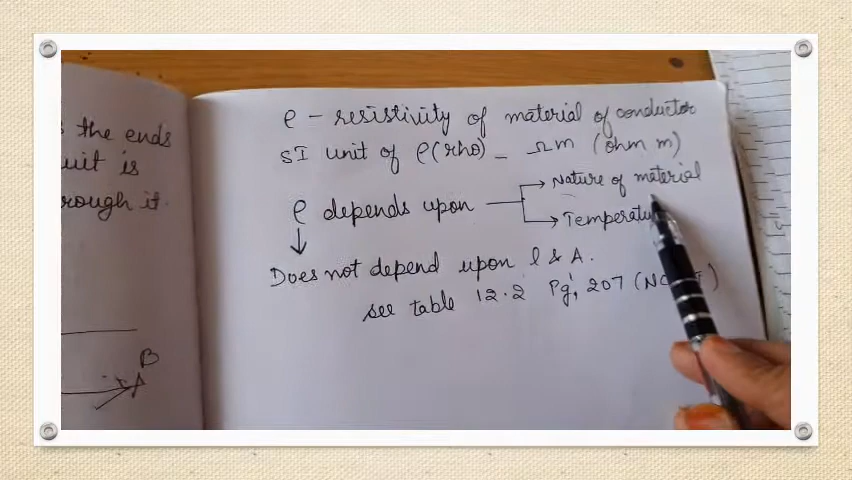 the ends
uit is
rough it.
B
A
ρ - resistivity of material of conductor
SI unit of ρ(rho) - Ωm (ohm m)
ρ depends upon → Nature of material
→ Temperatu
↓
Does not depend upon l & A.
see table 12.2 Pg, 207 (NC